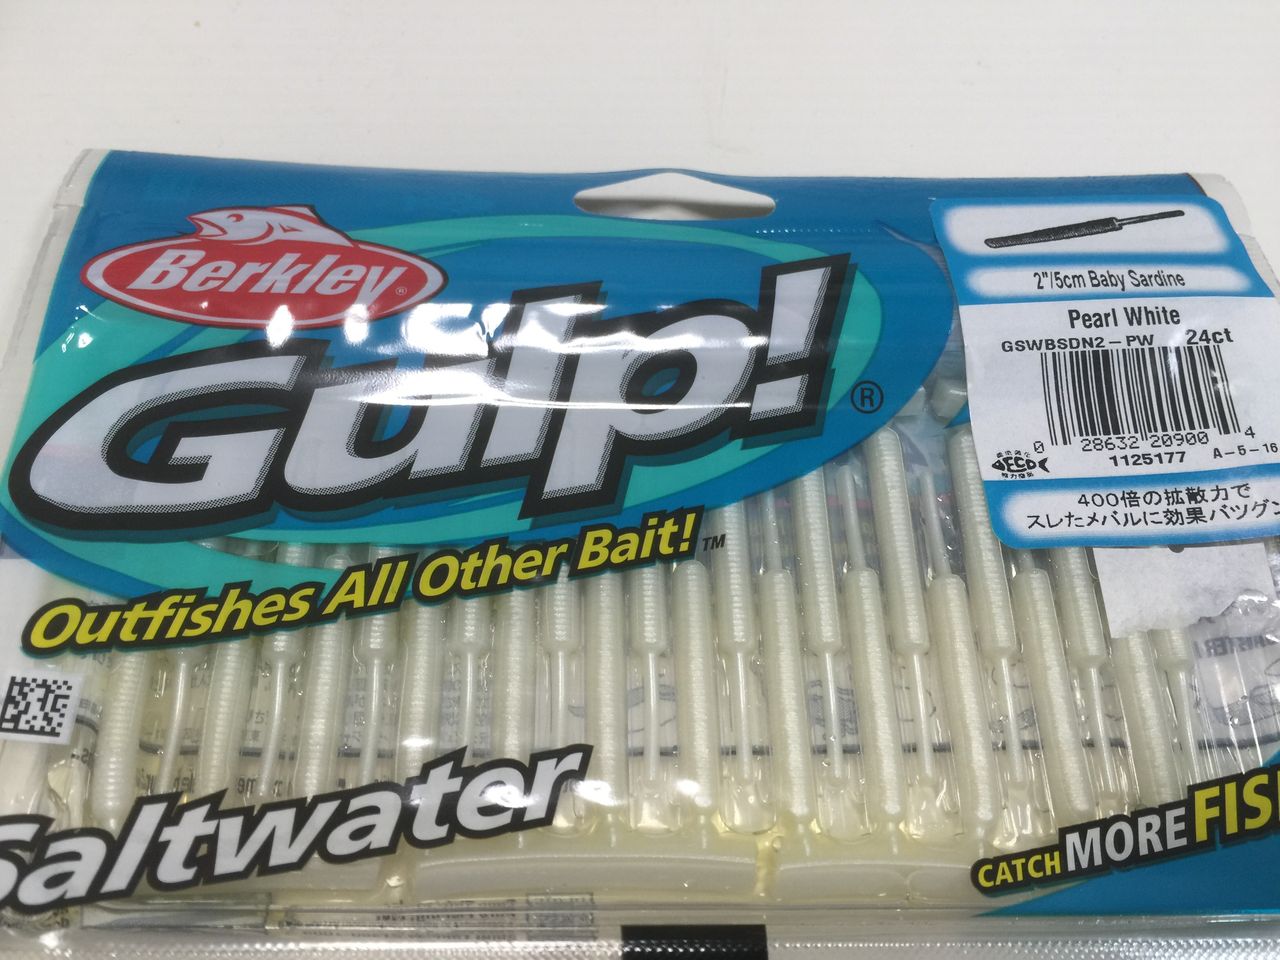 Berkley®
Gulp!®
Outfishes All Other Bait!™
Saltwater
CATCH MORE FIS
2"/5cm Baby Sardine
Pearl White
GSWBSDN2-PW 24ct
0 28632 20900 4
1125177 A-5-16
ECO
400倍の拡散力で
スレたメバルに効果バツグン